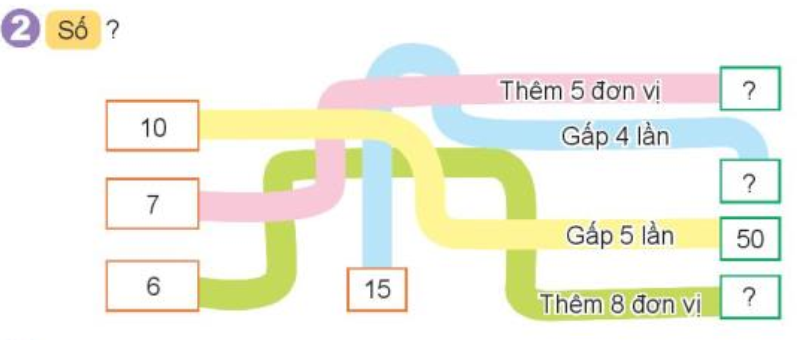 2 Số ?
Thêm 5 đơn vị ?
10
Gấp 4 lần
?
7
Gấp 5 lần 50
6
15
Thêm 8 đơn vị ?